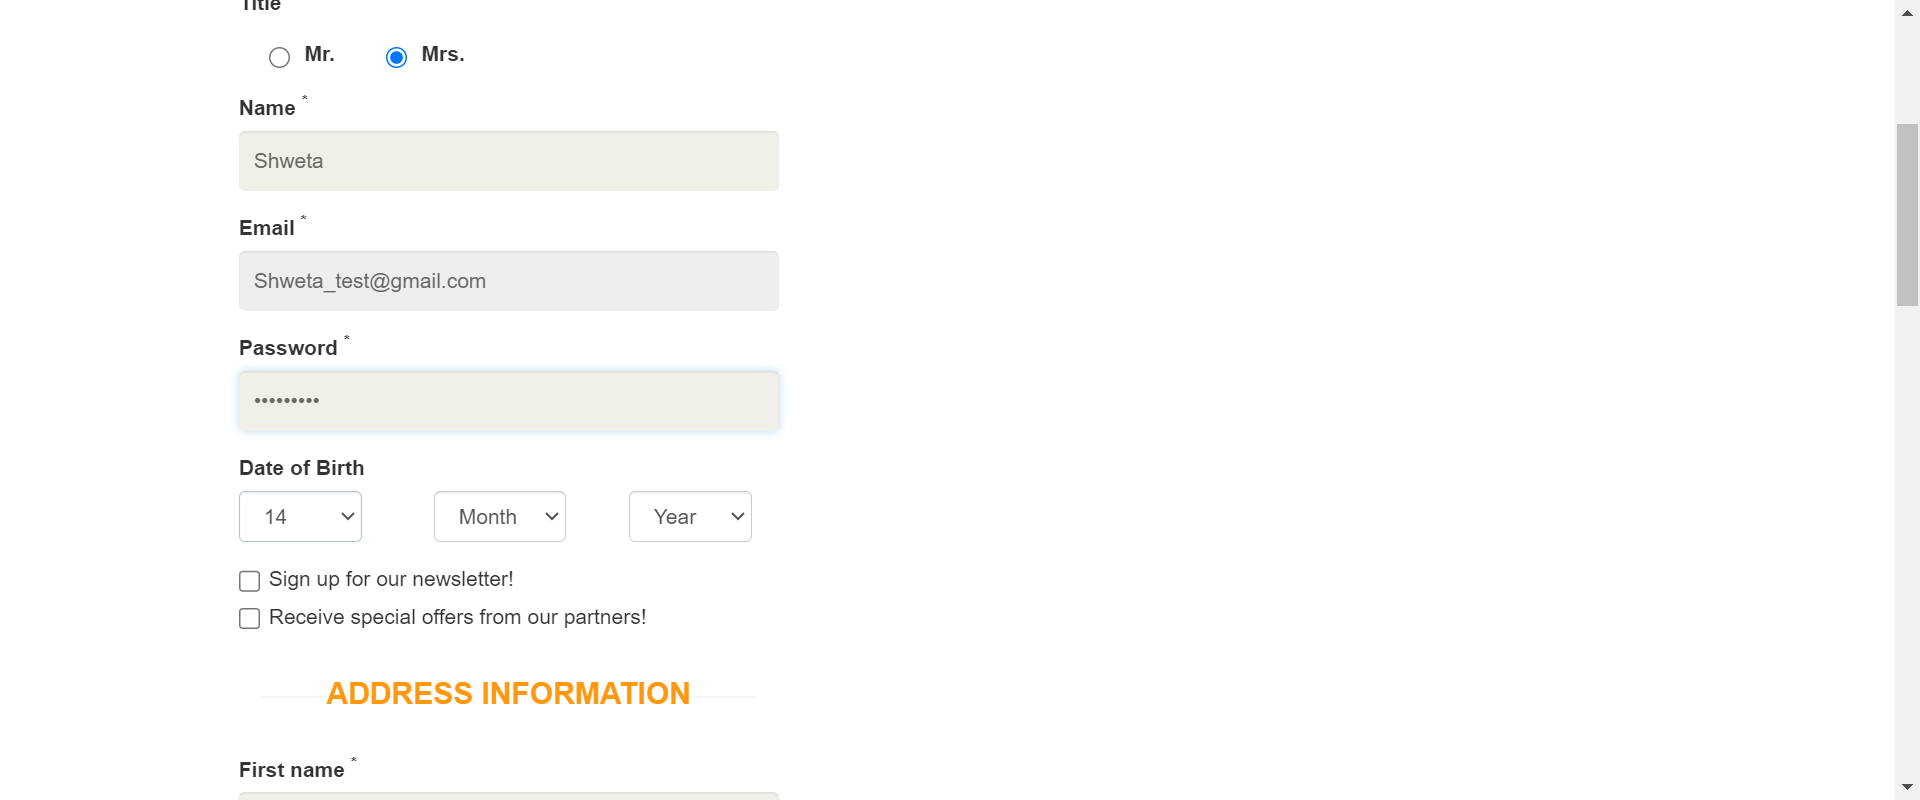 Title
Mr. Mrs.
Name *
Shweta
Email *
Shweta_test@gmail.com
Password *
•••••••••
Date of Birth
14 Month Year
Sign up for our newsletter!
Receive special offers from our partners!
ADDRESS INFORMATION
First name *